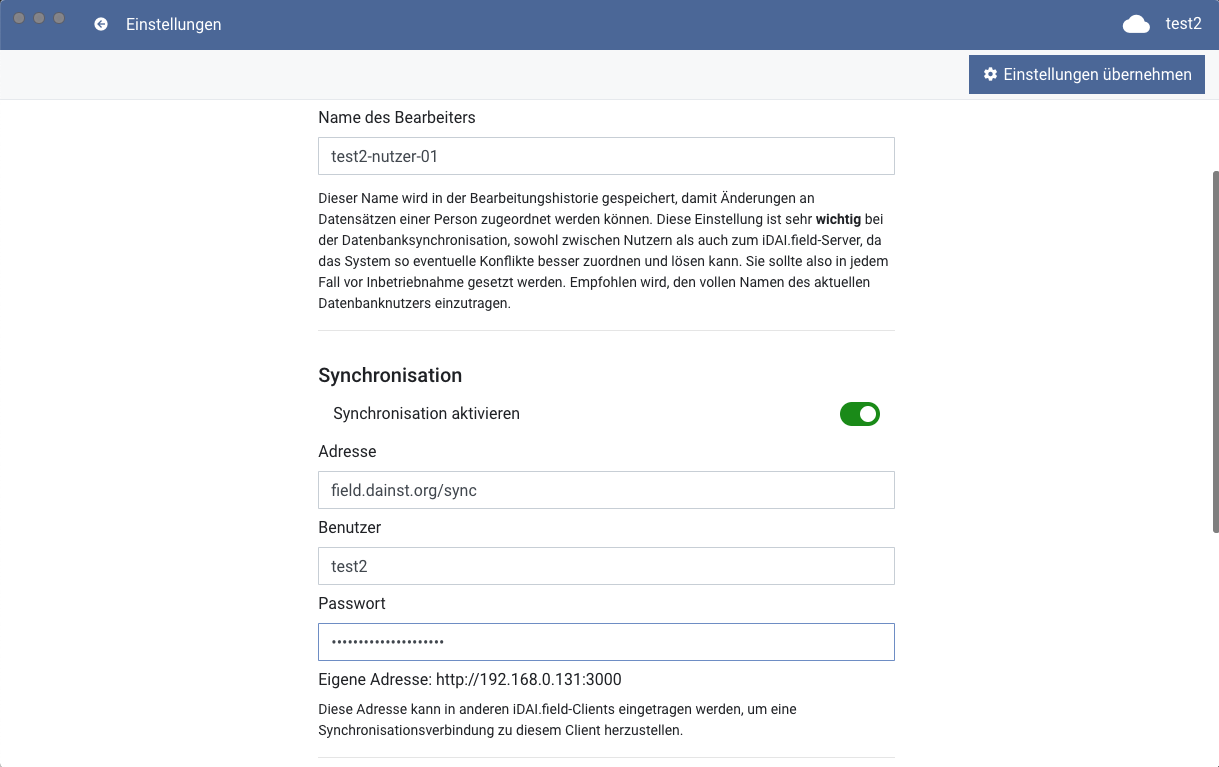 Einstellungen
test2
Einstellungen übernehmen
Name des Bearbeiters
test2-nutzer-01
Dieser Name wird in der Bearbeitungshistorie gespeichert, damit Änderungen an
Datensätzen einer Person zugeordnet werden können. Diese Einstellung ist sehr wichtig bei
der Datenbanksynchronisation, sowohl zwischen Nutzern als auch zum iDAI.field-Server, da
das System so eventuelle Konflikte besser zuordnen und lösen kann. Sie sollte also in jedem
Fall vor Inbetriebnahme gesetzt werden. Empfohlen wird, den vollen Namen des aktuellen
Datenbanknutzers einzutragen.
Synchronisation
Synchronisation aktivieren
Adresse
field.dainst.org/sync
Benutzer
test2
Passwort
•••••••••••••••••••••
Eigene Adresse: http://192.168.0.131:3000
Diese Adresse kann in anderen iDAI.field-Clients eingetragen werden, um eine
Synchronisationsverbindung zu diesem Client herzustellen.